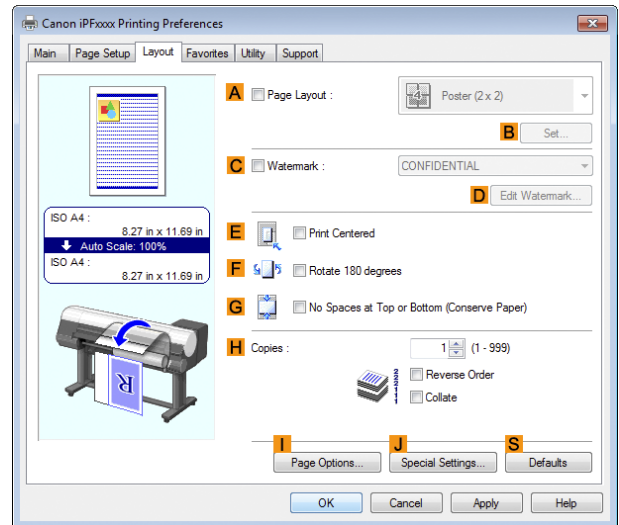 Canon iPFxxxx Printing Preferences
Main Page Setup Layout Favorites Utility Support
A Page Layout : Poster (2 x 2)
B Set...
C Watermark : CONFIDENTIAL
D Edit Watermark...
ISO A4 :
8.27 in x 11.69 in
Auto Scale: 100%
ISO A4 :
8.27 in x 11.69 in
E Print Centered
F Rotate 180 degrees
G No Spaces at Top or Bottom (Conserve Paper)
H Copies : 1 (1 - 999)
Reverse Order
Collate
I J S
Page Options... Special Settings... Defaults
OK Cancel Apply Help